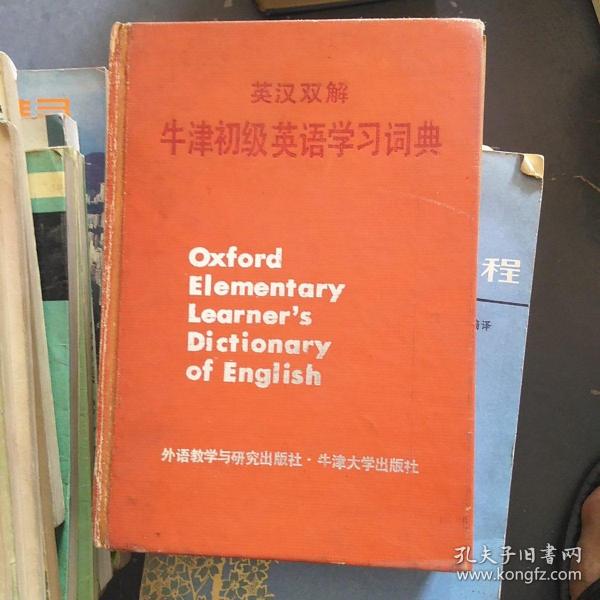 英汉双解
牛津初级英语学习词典
Oxford
Elementary
Learner's
Dictionary
of English
外语教学与研究出版社·牛津大学出版社
程
编译
孔夫子旧书网
www.kongfz.com